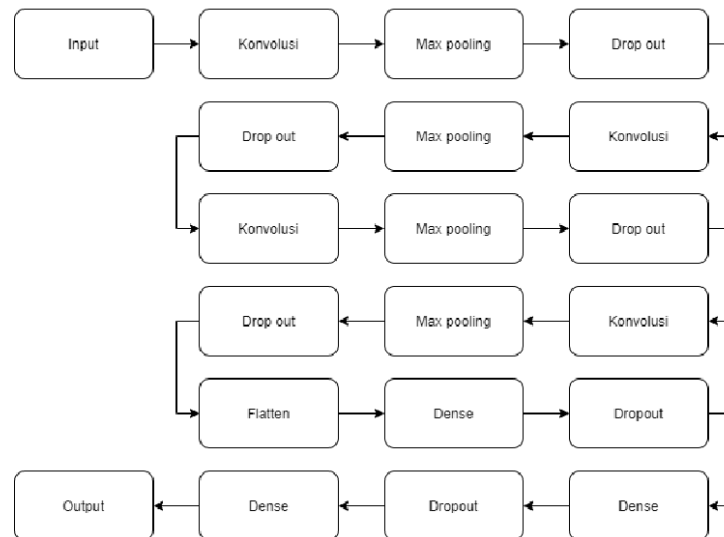 Input
Konvolusi
Max pooling
Drop out
Drop out
Max pooling
Konvolusi
Konvolusi
Max pooling
Drop out
Drop out
Max pooling
Konvolusi
Flatten
Dense
Dropout
Output
Dense
Dropout
Dense